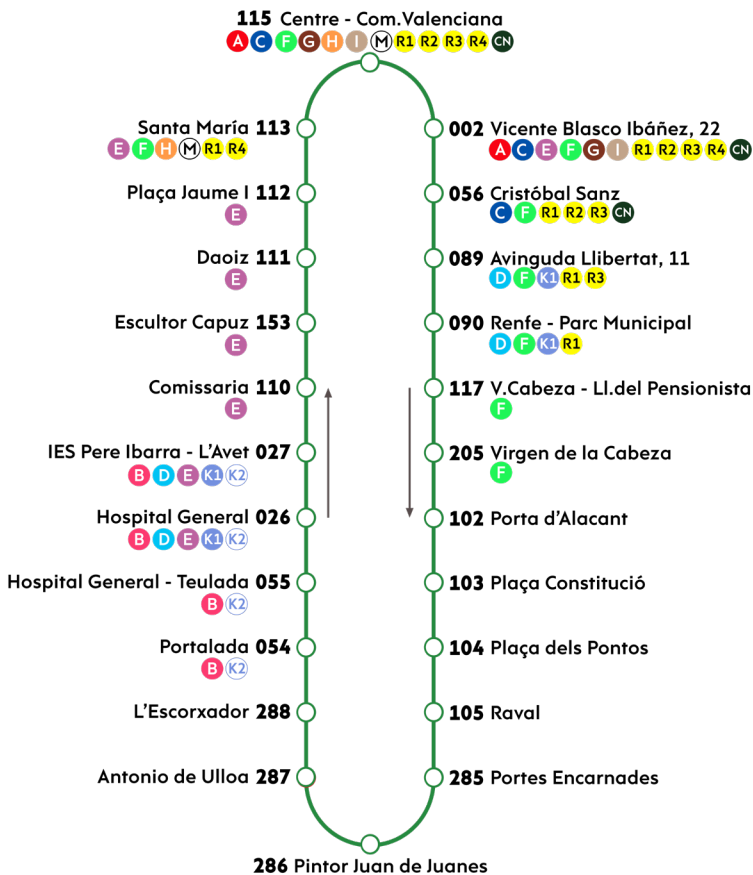 115 Centre - Com.Valenciana
A C F G H I M R1 R2 R3 R4 CN
Santa María 113
E F H M R1 R4
Plaça Jaume I 112
E
Daoiz 111
E
Escultor Capuz 153
E
Comissaria 110
E
IES Pere Ibarra - L'Avet 027
B D E K1 K2
Hospital General 026
B D E K1 K2
Hospital General - Teulada 055
B K2
Portalada 054
B K2
L'Escorxador 288
Antonio de Ulloa 287
002 Vicente Blasco Ibáñez, 22
A C E F G I R1 R2 R3 R4 CN
056 Cristóbal Sanz
C F R1 R2 R3 CN
089 Avinguda Llibertat, 11
D F K1 R1 R3
090 Renfe - Parc Municipal
D F K1 R1
117 V.Cabeza - Ll.del Pensionista
F
205 Virgen de la Cabeza
F
102 Porta d'Alacant
103 Plaça Constitució
104 Plaça dels Pontos
105 Raval
285 Portes Encarnades
286 Pintor Juan de Juanes